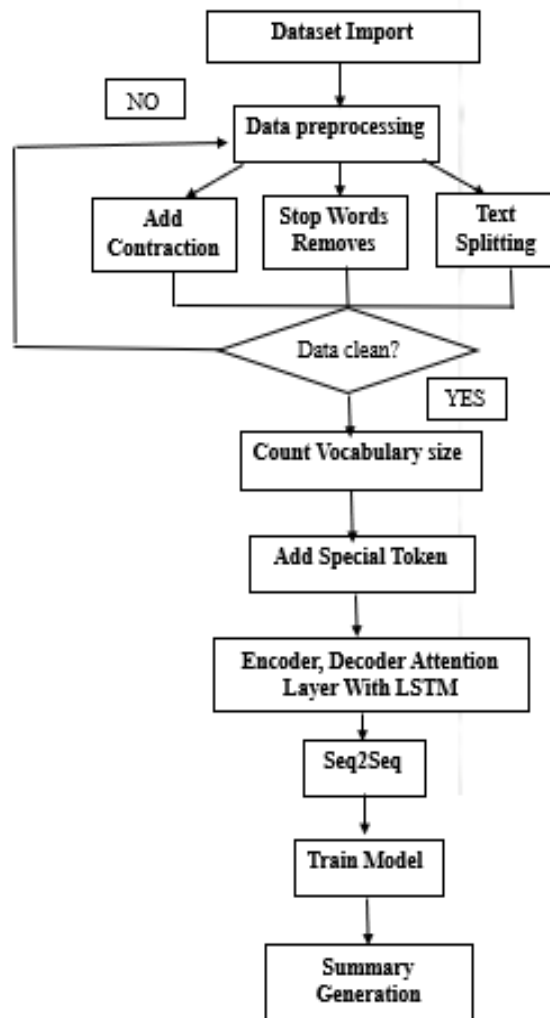 Dataset Import
NO
Data preprocessing
Add
Contraction
Stop Words
Removes
Text
Splitting
Data clean?
YES
Count Vocabulary size
Add Special Token
Encoder, Decoder Attention
Layer With LSTM
Seq2Seq
Train Model
Summary
Generation